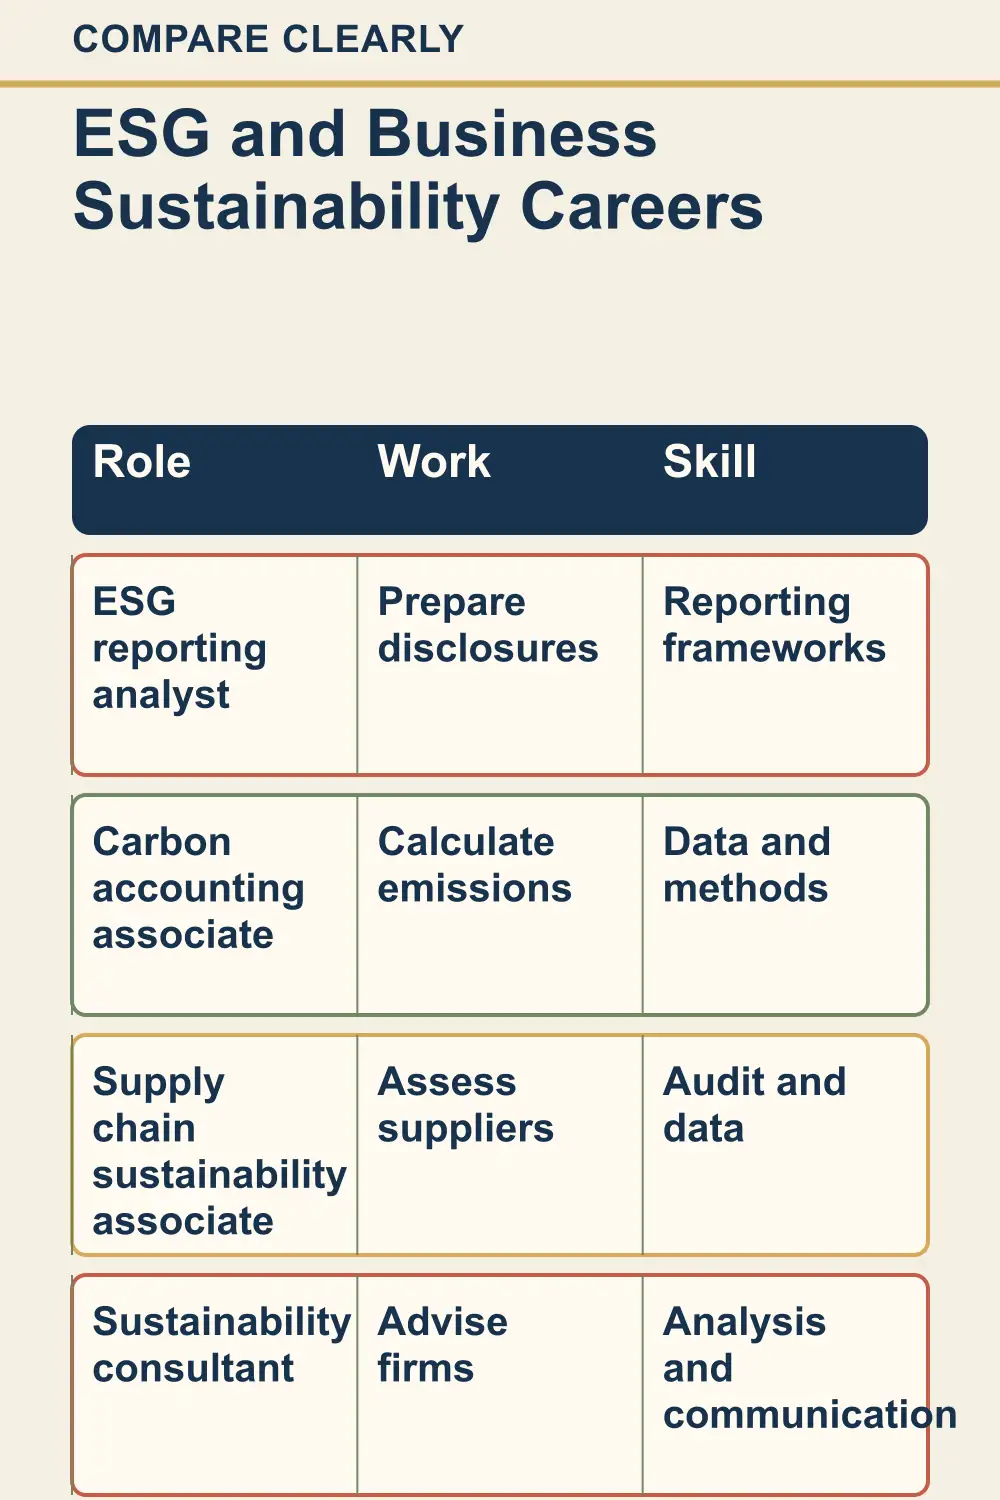 COMPARE CLEARLY
ESG and Business
Sustainability Careers
Role Work Skill
ESG
reporting
analyst
Prepare
disclosures
Reporting
frameworks
Carbon
accounting
associate
Calculate
emissions
Data and
methods
Supply
chain
sustainability
associate
Assess
suppliers
Audit and
data
Sustainability
consultant
Advise
firms
Analysis
and
communication